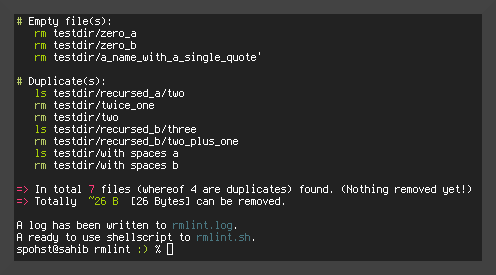 # Empty file(s):
rm testdir/zero_a
rm testdir/zero_b
rm testdir/a_name_with_a_single_quote'
# Duplicate(s):
ls testdir/recursed_a/two
rm testdir/twice_one
rm testdir/two
ls testdir/recursed_b/three
rm testdir/recursed_b/two_plus_one
ls testdir/with spaces a
rm testdir/with spaces b
=> In total 7 files (whereof 4 are duplicates) found. (Nothing removed yet!)
=> Totally ~26 B [26 Bytes] can be removed.
A log has been written to rmlint.log.
A ready to use shellscript to rmlint.sh.
spohst@sahib rmlint :) %